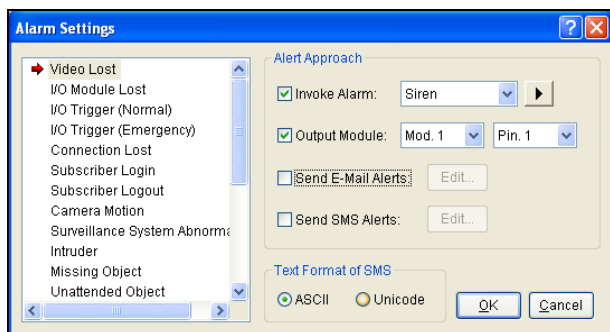 Alarm Settings
Video Lost
I/O Module Lost
I/O Trigger (Normal)
I/O Trigger (Emergency)
Connection Lost
Subscriber Login
Subscriber Logout
Camera Motion
Surveillance System Abnorma
Intruder
Missing Object
Unattended Object
Alert Approach
Invoke Alarm: Siren
Output Module: Mod. 1 Pin. 1
Send E-Mail Alerts: Edit...
Send SMS Alerts: Edit...
Text Format of SMS
ASCII Unicode
OK Cancel